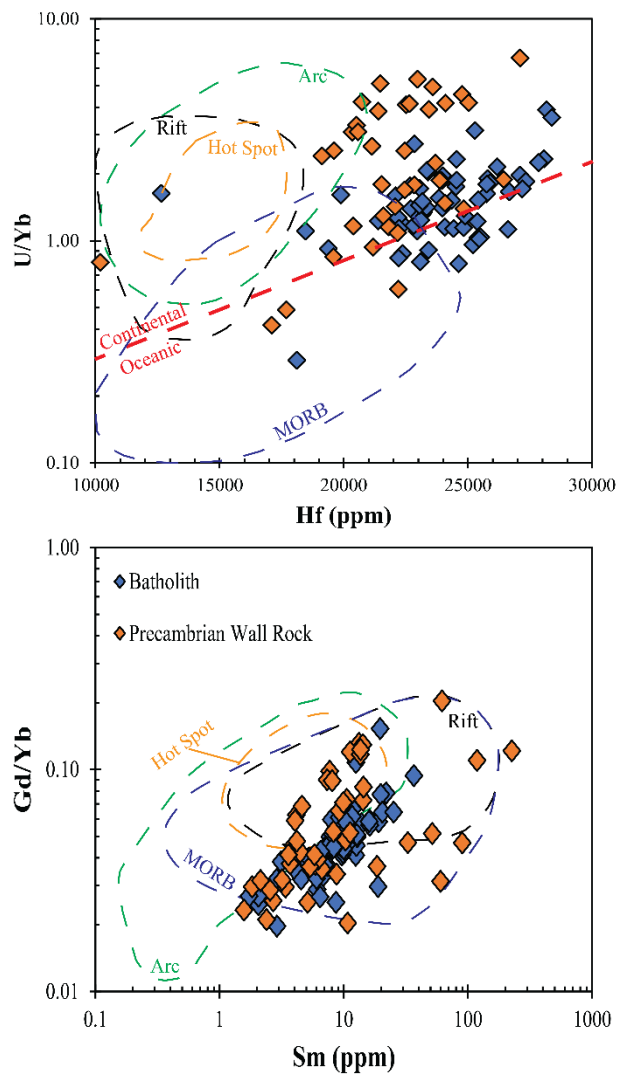 10.00
Arc
Rift
Hot Spot
U/Yb
1.00
Continental
Oceanic
MORB
0.10
10000 15000 20000 25000 30000
Hf (ppm)
1.00
Batholith
Precambrian Wall Rock
Hot Spot
Rift
Gd/Yb
0.10
MORB
Arc
0.01
0.1 1 10 100 1000
Sm (ppm)